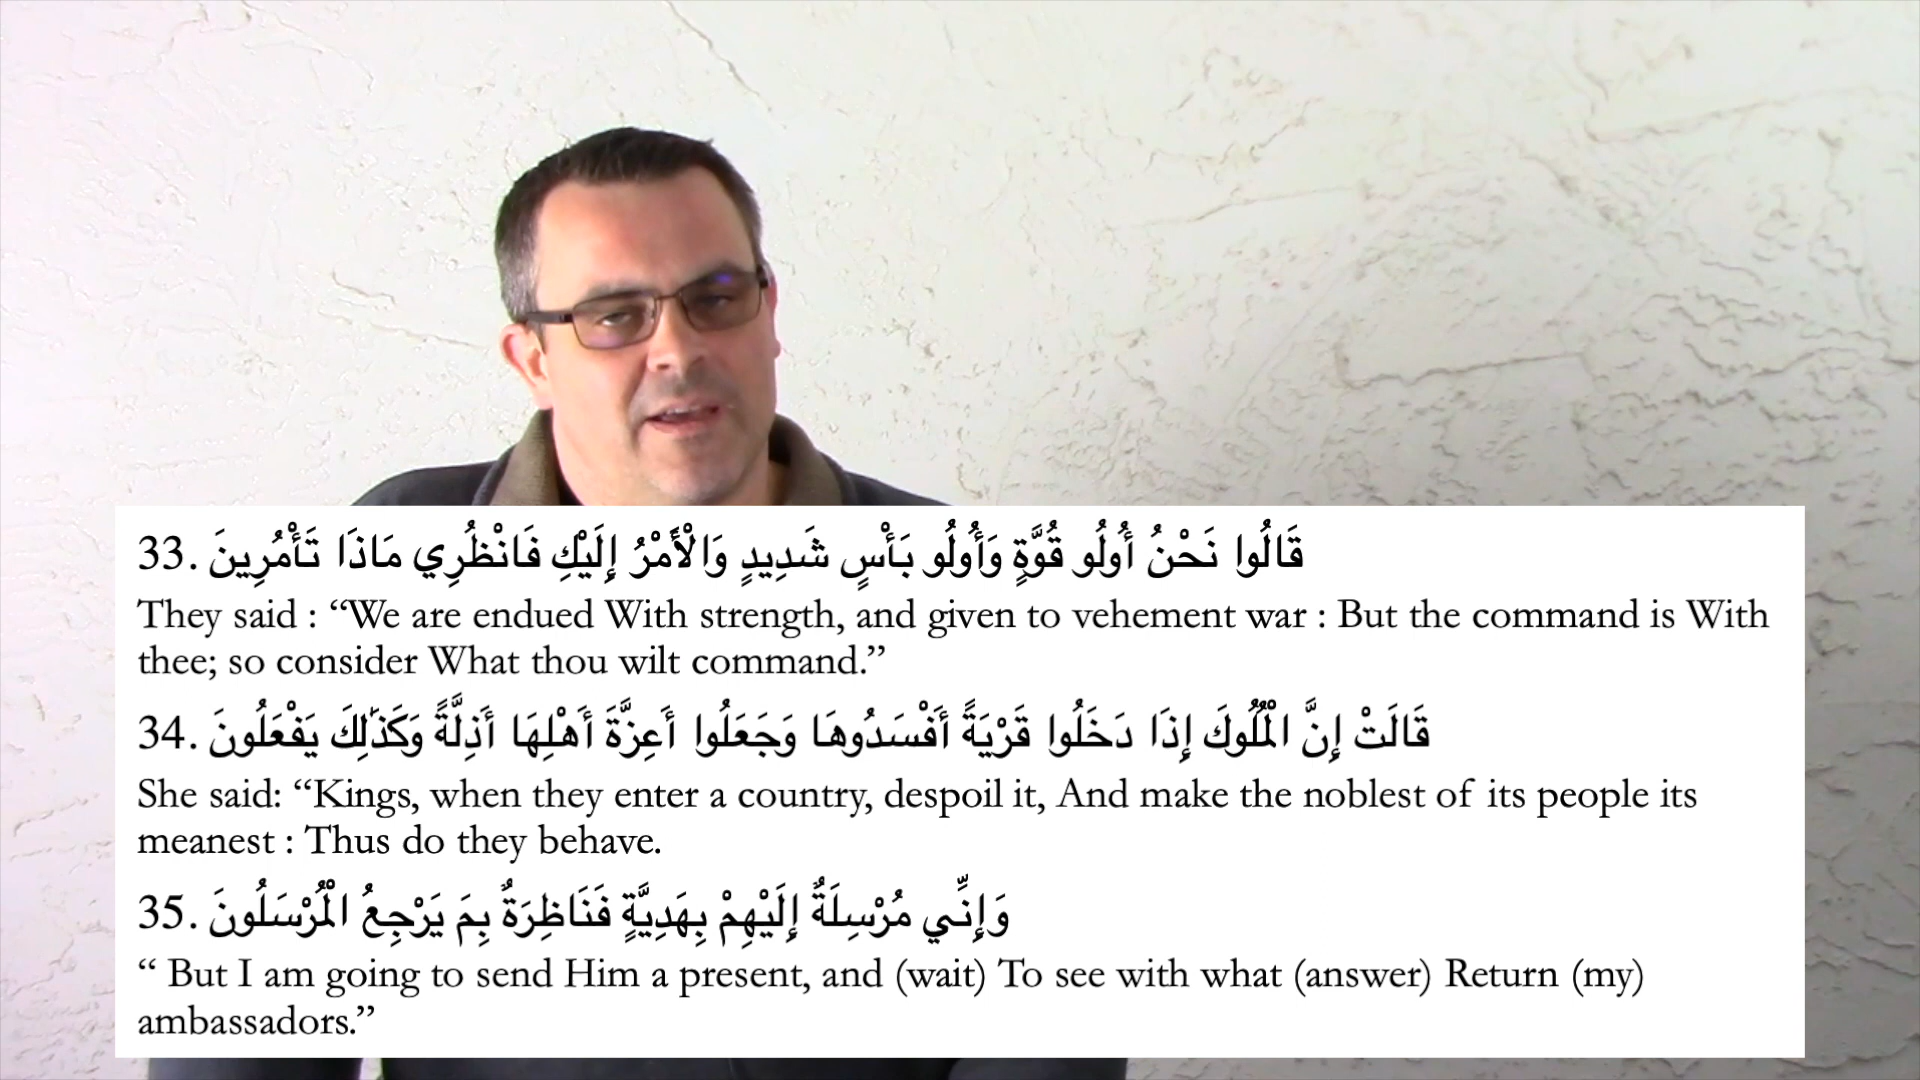 33. قَالُوا نَحْنُ أُولُو قُوَّةٍ وَأُولُو بَأْسٍ شَدِيدٍ وَالْأَمْرُ إِلَيْكِ فَانْظُرِي مَاذَا تَأْمُرِينَ
They said : “We are endued With strength, and given to vehement war : But the command is With
thee; so consider What thou wilt command.”
34. قَالَتْ إِنَّ الْمُلُوكَ إِذَا دَخَلُوا قَرْيَةً أَفْسَدُوهَا وَجَعَلُوا أَعِزَّةَ أَهْلِهَا أَذِلَّةً وَكَذَٰلِكَ يَفْعَلُونَ
She said: “Kings, when they enter a country, despoil it, And make the noblest of its people its
meanest : Thus do they behave.
35. وَإِنِّي مُرْسِلَةٌ إِلَيْهِمْ بِهَدِيَّةٍ فَنَاظِرَةٌ بِمَ يَرْجِعُ الْمُرْسَلُونَ
“ But I am going to send Him a present, and (wait) To see with what (answer) Return (my)
ambassadors.”